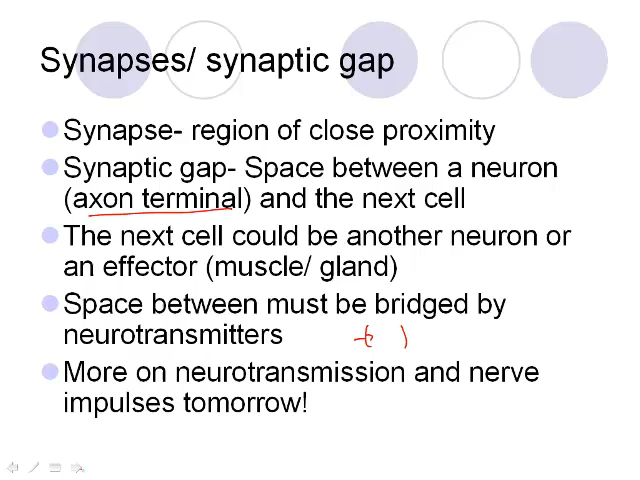 Synapses/ synaptic gap
Synapse- region of close proximity
Synaptic gap- Space between a neuron
(axon terminal) and the next cell
The next cell could be another neuron or
an effector (muscle/ gland)
Space between must be bridged by
neurotransmitters
More on neurotransmission and nerve
impulses tomorrow!